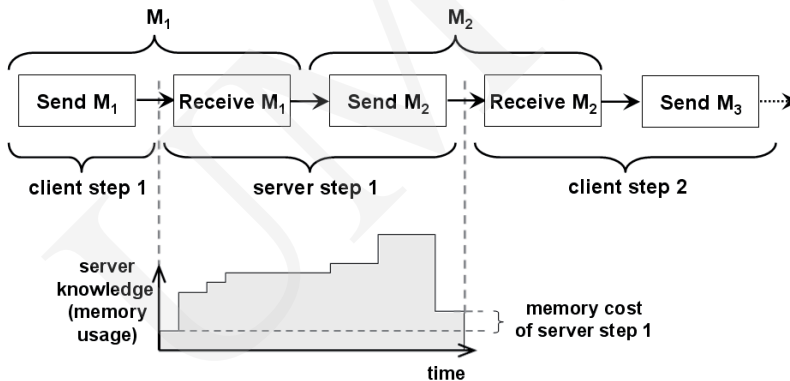 M1
M2
Send M1
Receive M1
Send M2
Receive M2
Send M3
client step 1
server step 1
client step 2
server
knowledge
(memory
usage)
memory cost
of server step 1
time